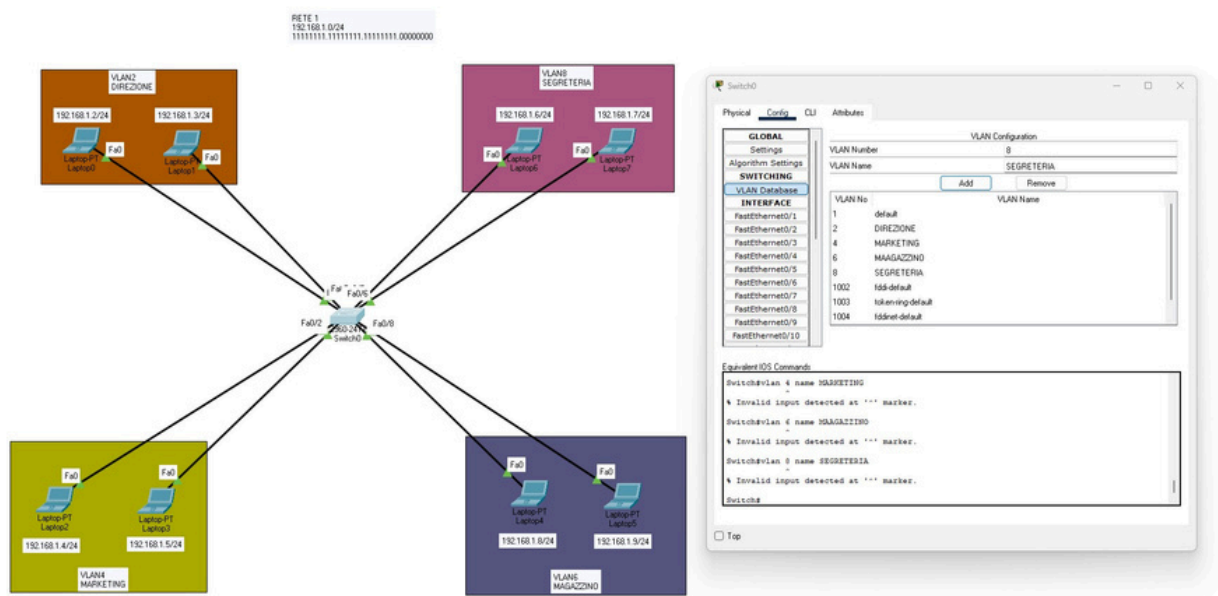 RETE 1
192.168.1.0/24
11111111.11111111.11111111.00000000
VLAN2
DIREZIONE
192.168.1.2/24
192.168.1.3/24
Fa0
Fa0
Laptop-PT
Laptop0
Laptop-PT
Laptop1
VLAN8
SEGRETERIA
192.168.1.6/24
192.168.1.7/24
Fa0
Fa0
Laptop-PT
Laptop6
Laptop-PT
Laptop7
Fa0/6
Fa0/2
Fa0/8
Switch0
Fa0
Fa0
Laptop-PT
Laptop2
Laptop-PT
Laptop3
192.168.1.4/24
192.168.1.5/24
VLAN4
MARKETING
Fa0
Fa0
Laptop-PT
Laptop4
Laptop-PT
Laptop5
192.168.1.8/24
192.168.1.9/24
VLAN6
MAGAZZINO
Switch0
Physical Config CLI Attributes
GLOBAL
Settings
Algorithm Settings
SWITCHING
VLAN Database
INTERFACE
FastEthernet0/1
FastEthernet0/2
FastEthernet0/3
FastEthernet0/4
FastEthernet0/5
FastEthernet0/6
FastEthernet0/7
FastEthernet0/8
FastEthernet0/9
FastEthernet0/10
VLAN Configuration
VLAN Number 8
VLAN Name SEGRETERIA
Add Remove
VLAN No VLAN Name
1 default
2 DIREZIONE
4 MARKETING
6 MAAGAZZINO
8 SEGRETERIA
1002 fddi-default
1003 token-ring-default
1004 fddinet-default
Equivalent IOS Commands
Switch#vlan 4 name MARKETING
^
% Invalid input detected at '^' marker.
Switch#vlan 6 name MAAGAZZINO
^
% Invalid input detected at '^' marker.
Switch#vlan 8 name SEGRETERIA
^
% Invalid input detected at '^' marker.
Switch#
Top